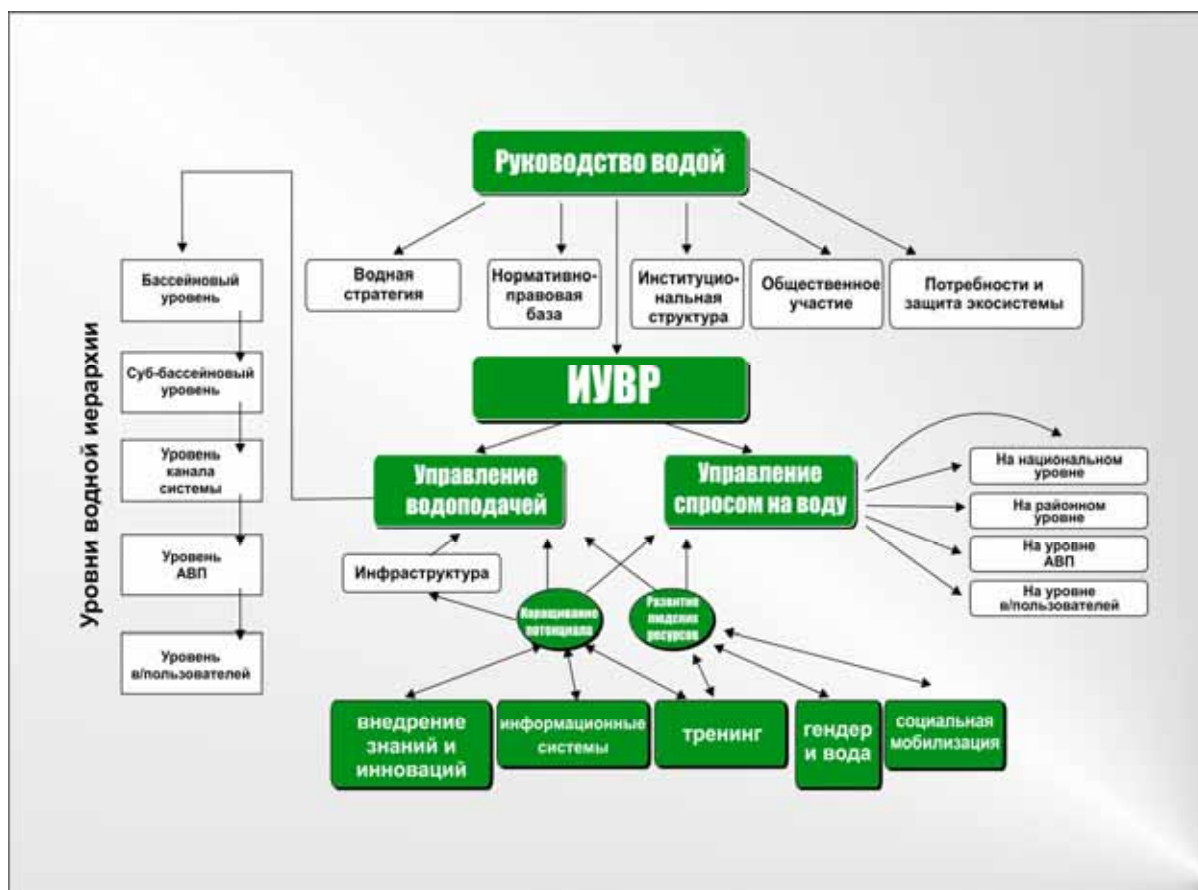 Руководство водой
Водная
стратегия
Нормативно-
правовая
база
Институцио-
нальная
структура
Общественное
участие
Потребности и
защита экосистемы
Уровни водной иерархии
Бассейновый
уровень
Суб-бассейновый
уровень
Уровень
канала
системы
Уровень
АВП
Уровень
в/пользователей
ИУВР
Управление
водоподачей
Управление
спросом на воду
На национальном
уровне
На районном
уровне
На уровне
АВП
На уровне
в/пользователей
Инфраструктура
Наращивание
потенциала
Развитие
людских
ресурсов
внедрение
знаний и
инноваций
информационные
системы
тренинг
гендер
и вода
социальная
мобилизация